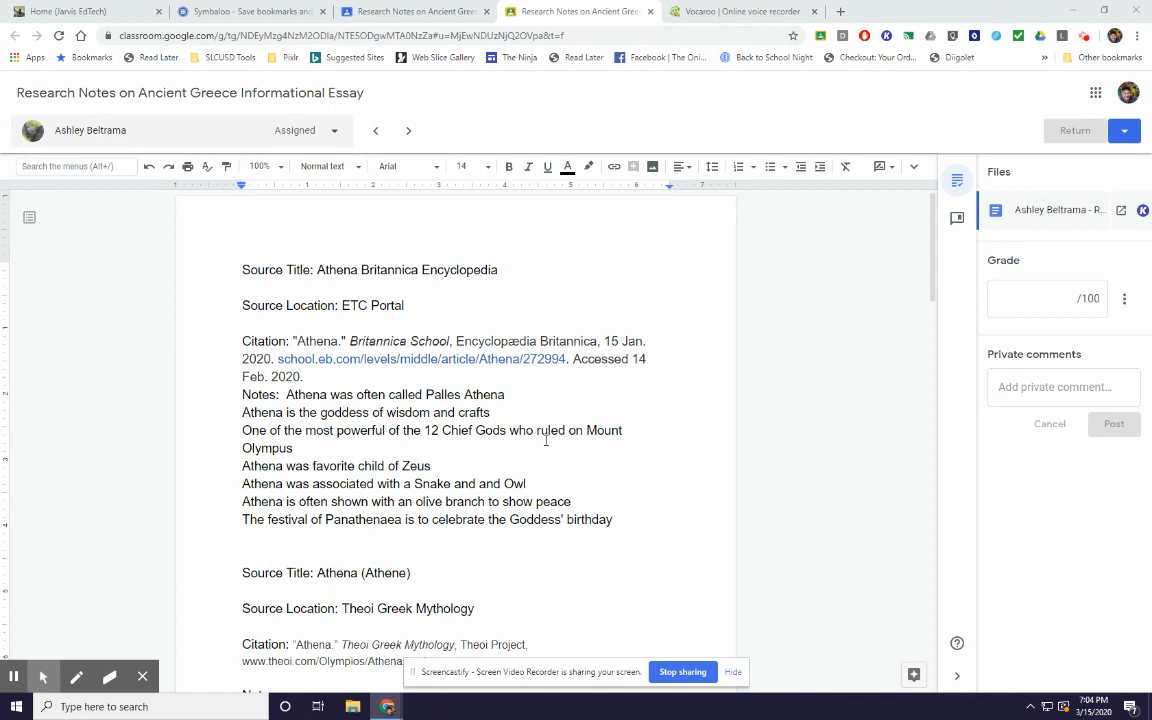 Home (Jarvis EdTech)
Symbaloo - Save bookmarks and
Research Notes on Ancient Greec
Research Notes on Ancient Gree
Vocaroo | Online voice recorder
classroom.google.com/g/tg/
Apps
Bookmarks
Read Later
SLCUSD Tools
Pixlr
Suggested Sites
Web Slice Gallery
The Ninja
Read Later
Facebook | The Oni...
Back to School Night
Checkout: Your Ord...
Diigolet
Other bookmarks
Research Notes on Ancient Greece Informational Essay
Ashley Beltrama
Assigned
Return
Search the menus (Alt+/)
100%
Normal text
Arial
14
1 1 2 3 4 5 6 7
Source Title: Athena Britannica Encyclopedia
Source Location: ETC Portal
Citation: "Athena." Britannica School, Encyclopædia Britannica, 15 Jan.
2020. school.eb.com/levels/middle/article/Athena/272994. Accessed 14
Feb. 2020.
Notes: Athena was often called Palles Athena
Athena is the goddess of wisdom and crafts
One of the most powerful of the 12 Chief Gods who ruled on Mount
Olympus
Athena was favorite child of Zeus
Athena was associated with a Snake and and Owl
Athena is often shown with an olive branch to show peace
The festival of Panathenaea is to celebrate the Goddess' birthday
Source Title: Athena (Athene)
Source Location: Theoi Greek Mythology
Citation: "Athena." Theoi Greek Mythology, Theoi Project,
www.theoi.com/Olympios/Athena
Files
Ashley Beltrama - R...
Grade
/100
Private comments
Add private comment...
Cancel
Post
Screencastify - Screen Video Recorder is sharing your screen.
Stop sharing
Hide
Type here to search
7:04 PM
3/15/2020